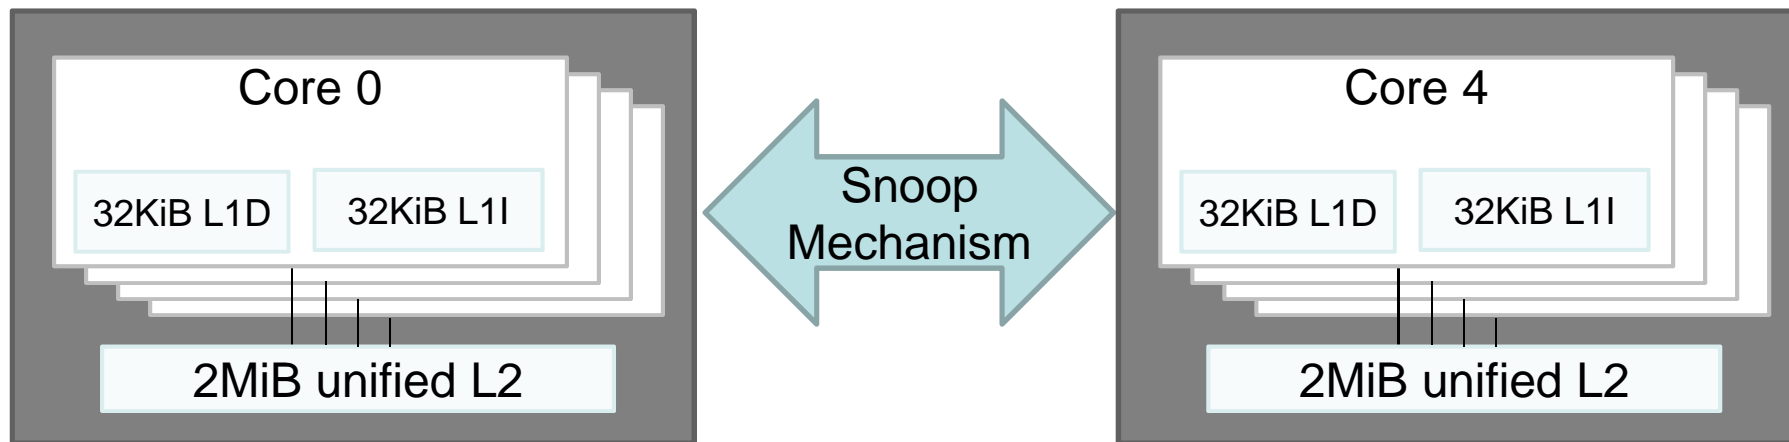 Core 0
32KiB L1D
32KiB L1I
2MiB unified L2
Snoop
Mechanism
Core 4
32KiB L1D
32KiB L1I
2MiB unified L2